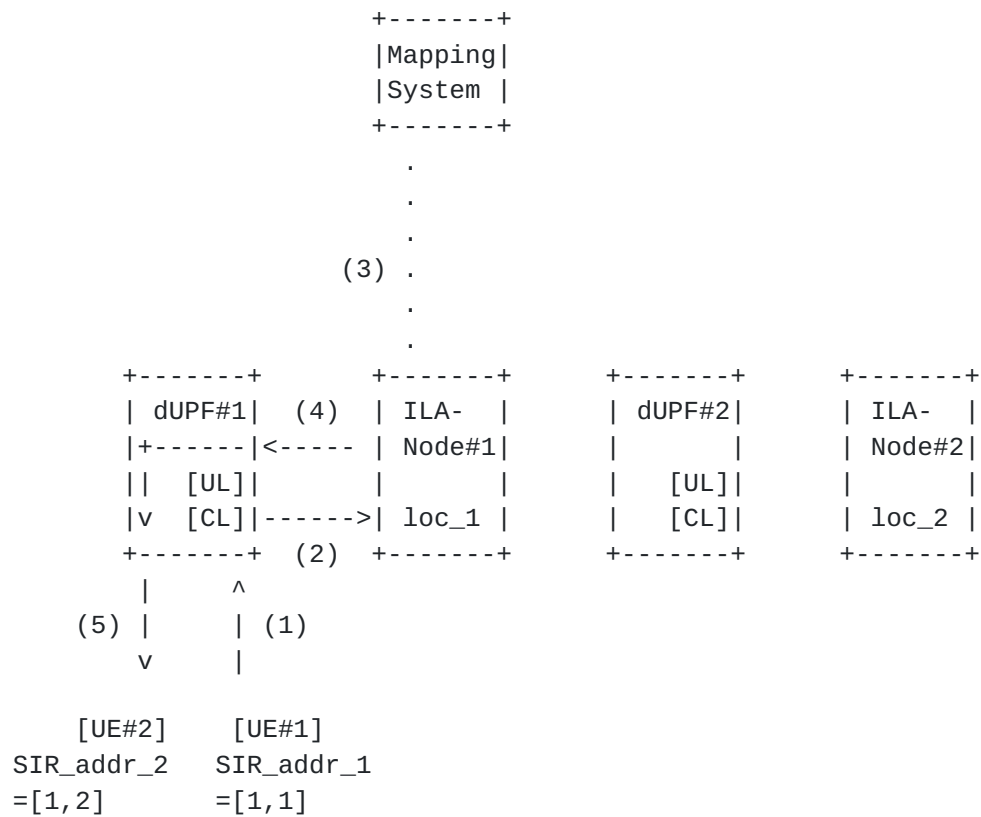 +-------+
|Mapping|
|System |
+-------+
.
.
.
(3) .
.
.
+-------+ +-------+ +-------+ +-------+
| dUPF#1| (4) | ILA- | | dUPF#2| | ILA- |
|+------|<----- | Node#1| | | | Node#2|
|| [UL]| | | | [UL]| | |
|v [CL]|------>| loc_1 | | [CL]| | loc_2 |
+-------+ (2) +-------+ +-------+ +-------+
| ^
(5) | | (1)
v |
[UE#2] [UE#1]
SIR_addr_2 SIR_addr_1
=[1,2] =[1,1]